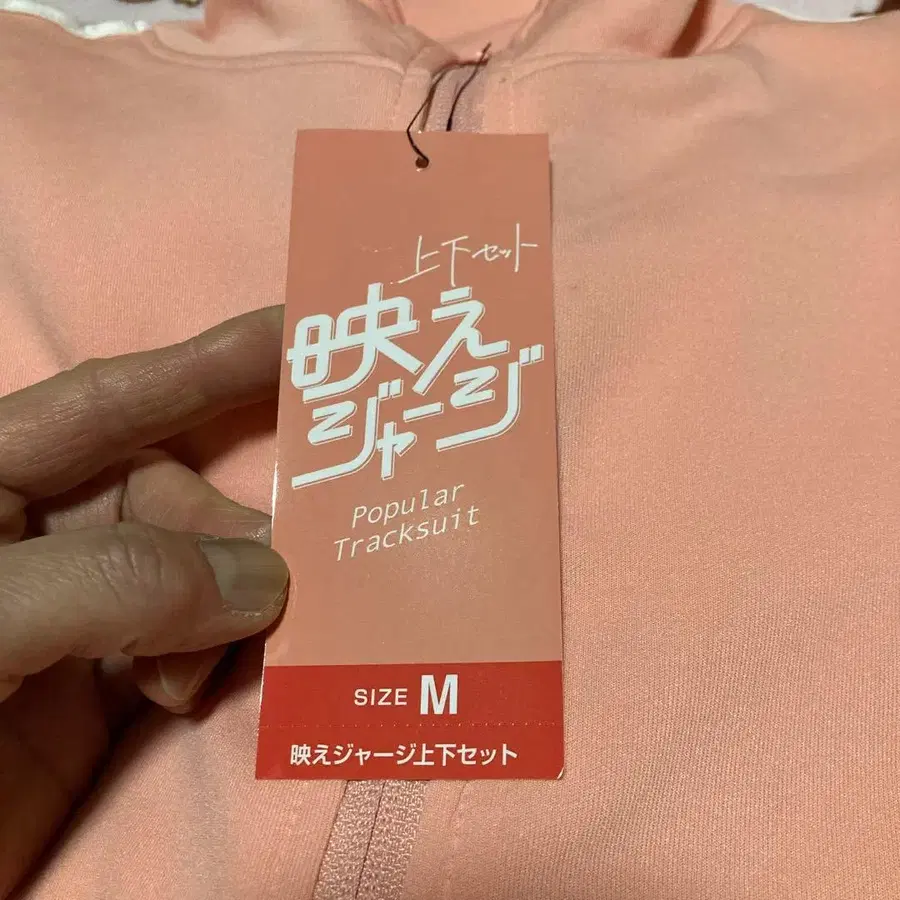 上下セット
映え
ジャージ
Popular
Tracksuit
SIZE M
映えジャージ上下セット